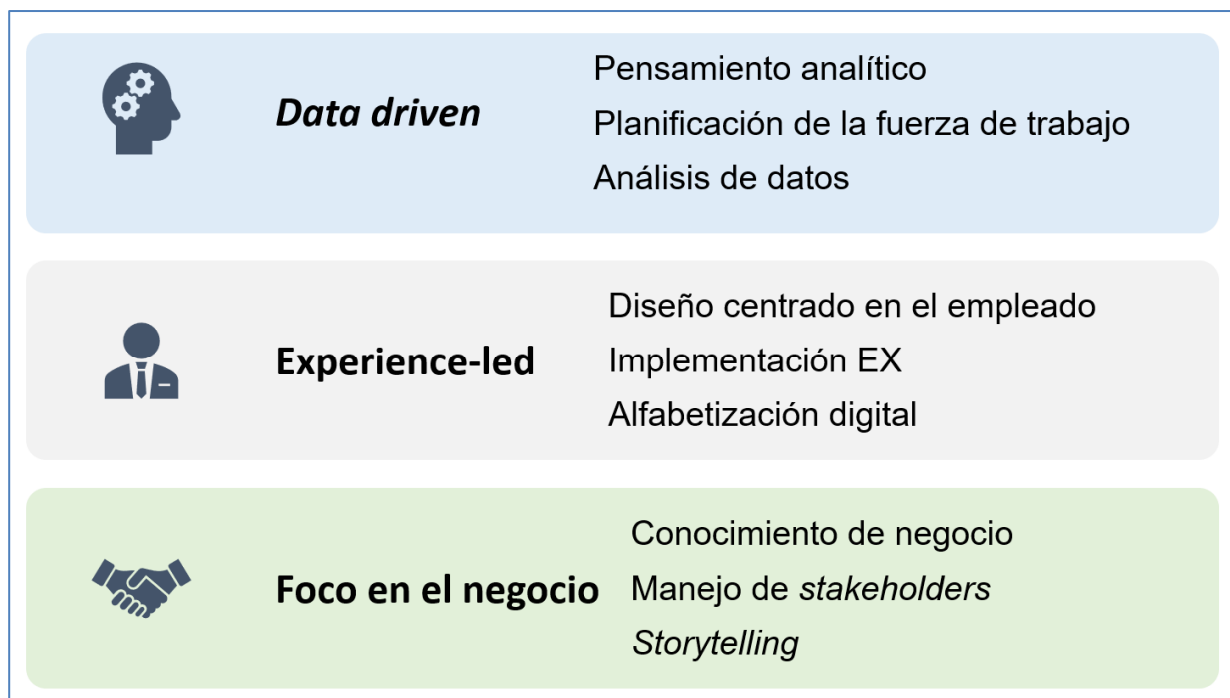 Data driven
Pensamiento analítico
Planificación de la fuerza de trabajo
Análisis de datos
Experience-led
Diseño centrado en el empleado
Implementación EX
Alfabetización digital
Foco en el negocio
Conocimiento de negocio
Manejo de stakeholders
Storytelling